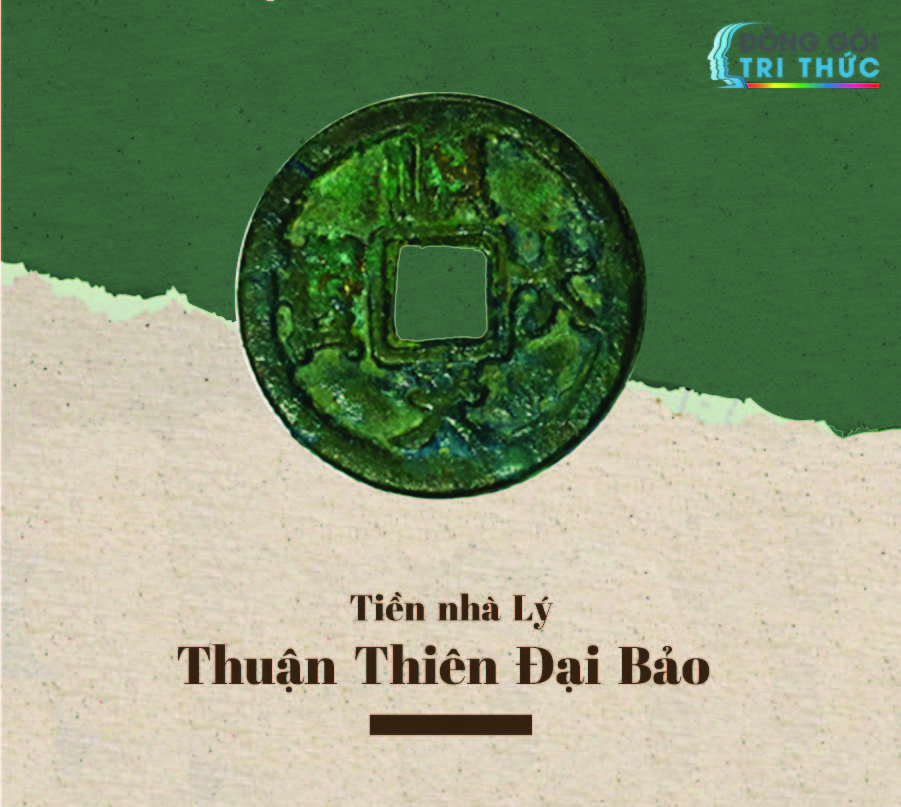 ĐÓNG GÓI
TRI THỨC
Tiền nhà Lý
Thuận Thiên Đại Bảo